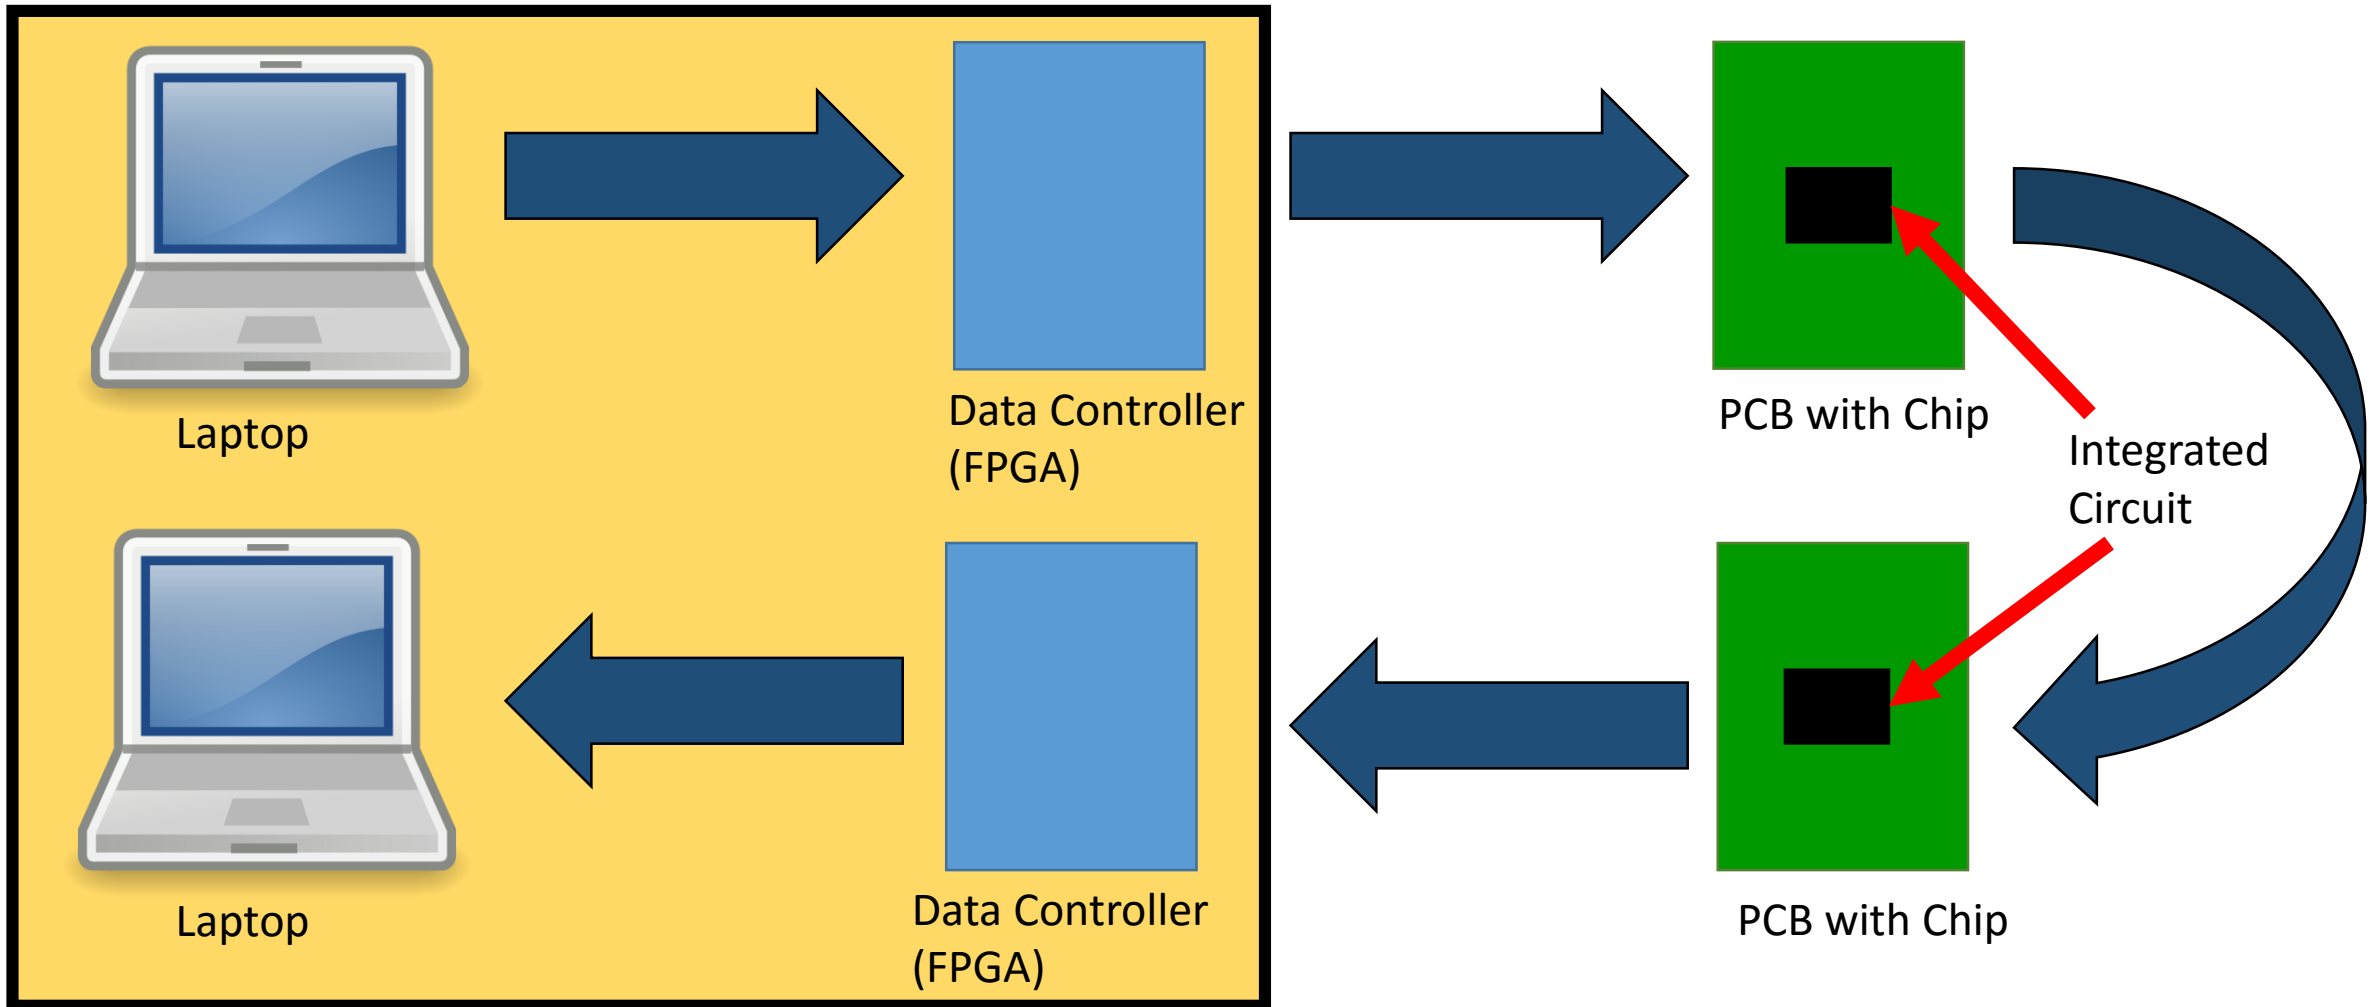 Laptop
Data Controller
(FPGA)
PCB with Chip
Integrated
Circuit
Laptop
Data Controller
(FPGA)
PCB with Chip